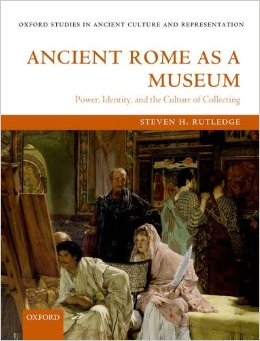 OXFORD STUDIES IN ANCIENT CULTURE AND REPRESENTATION
ANCIENT ROME AS A
MUSEUM
Power, Identity, and the Culture of Collecting
STEVEN H. RUTLEDGE
OXFORD